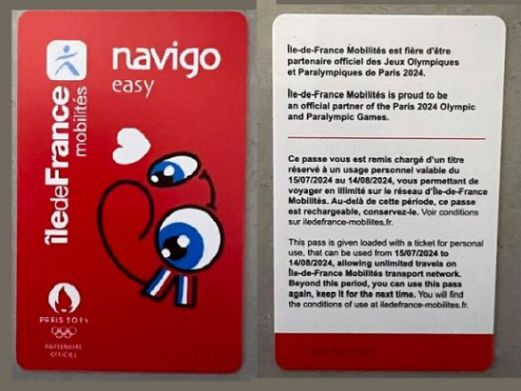 navigo
easy
île de France
mobilités
PARIS 2024
PARTENAIRE
OFFICIEL
Île-de-France Mobilités est fière d'être
partenaire officiel des Jeux Olympiques
et Paralympiques de Paris 2024.
Île-de-France Mobilités is proud to be
an official partner of the Paris 2024 Olympic
and Paralympic Games.
Ce passe vous est remis chargé d'un titre
réservé à un usage personnel valable du
15/07/2024 au 14/08/2024, vous permettant de
voyager en illimité sur le réseau d'Île-de-France
Mobilités. Au-delà de cette période, ce passe
est rechargeable, conservez-le. Voir conditions
sur iledefrance-mobilites.fr.
This pass is given loaded with a ticket for personal
use, that can be used from 15/07/2024 to
14/08/2024, allowing unlimited travels on
Île-de-France Mobilités transport network.
Beyond this period, you can use this pass
again, keep it for the next time. You will find
the conditions of use at iledefrance-mobilites.fr.